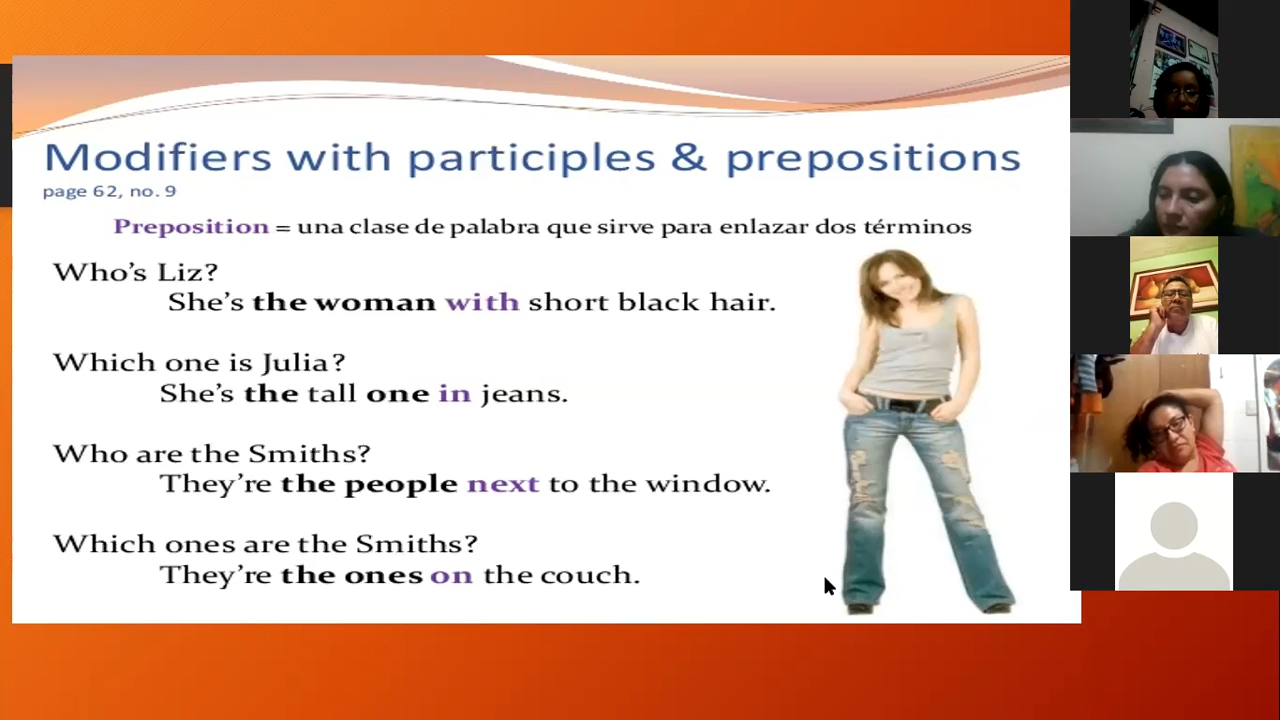 Modifiers with participles & prepositions
page 62, no. 9
Preposition = una clase de palabra que sirve para enlazar dos términos
Who’s Liz?
She’s the woman with short black hair.
Which one is Julia?
She’s the tall one in jeans.
Who are the Smiths?
They’re the people next to the window.
Which ones are the Smiths?
They’re the ones on the couch.